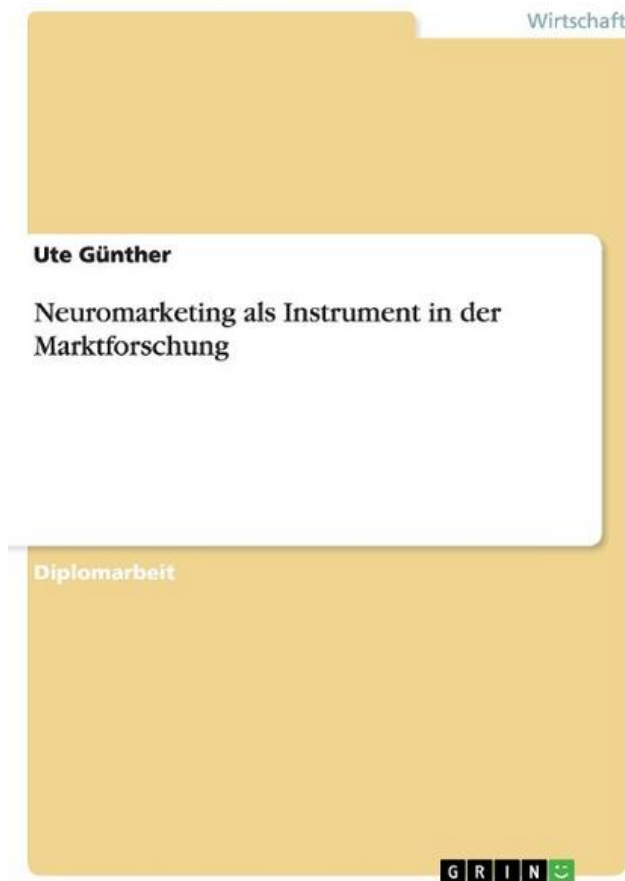 Wirtschaft
Ute Günther
Neuromarketing als Instrument in der
Marktforschung
Diplomarbeit
GRIN